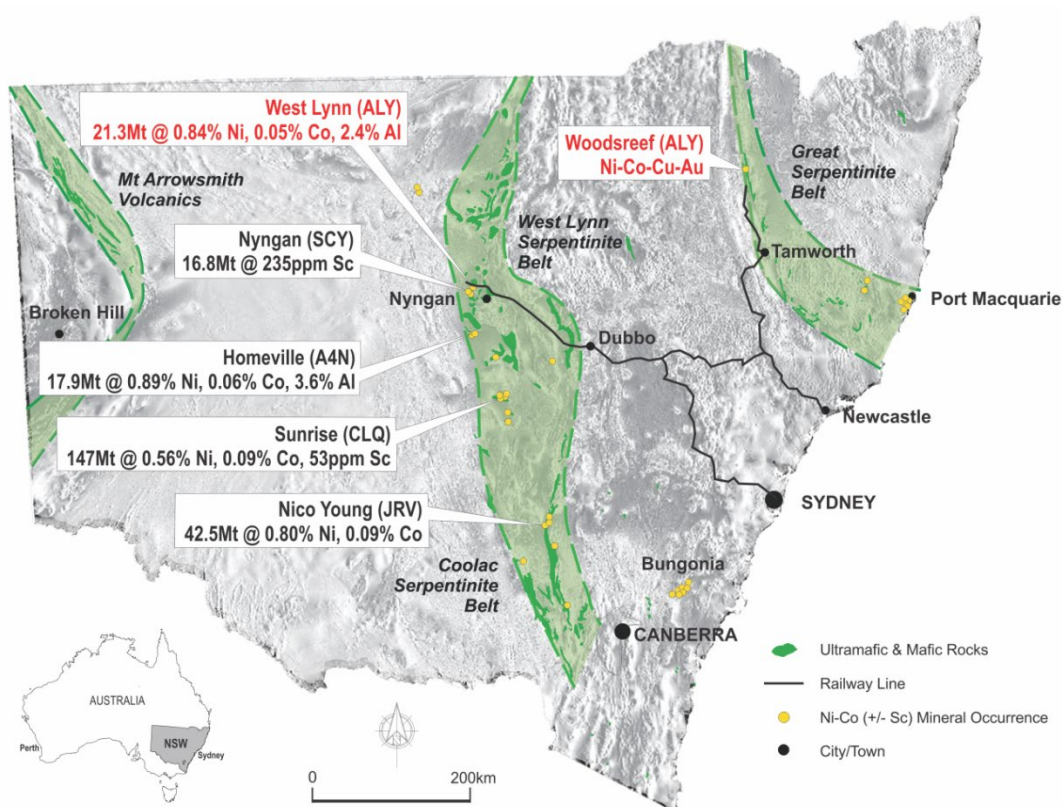 West Lynn (ALY)
21.3Mt @ 0.84% Ni, 0.05% Co, 2.4% Al
Woodsreef (ALY)
Ni-Co-Cu-Au
Great
Serpentinite
Belt
Mt Arrowsmith
Volcanics
West Lynn
Serpentinite
Belt
Nyngan (SCY)
16.8Mt @ 235ppm Sc
Tamworth
Nyngan
Port Macquarie
Broken Hill
Dubbo
Homeville (A4N)
17.9Mt @ 0.89% Ni, 0.06% Co, 3.6% Al
Newcastle
Sunrise (CLQ)
147Mt @ 0.56% Ni, 0.09% Co, 53ppm Sc
SYDNEY
Nico Young (JRV)
42.5Mt @ 0.80% Ni, 0.09% Co
Bungonia
Coolac
Serpentinite
Belt
CANBERRA
Ultramafic & Mafic Rocks
Railway Line
Ni-Co (+/- Sc) Mineral Occurrence
City/Town
AUSTRALIA
NSW
Perth
Sydney
0
200km